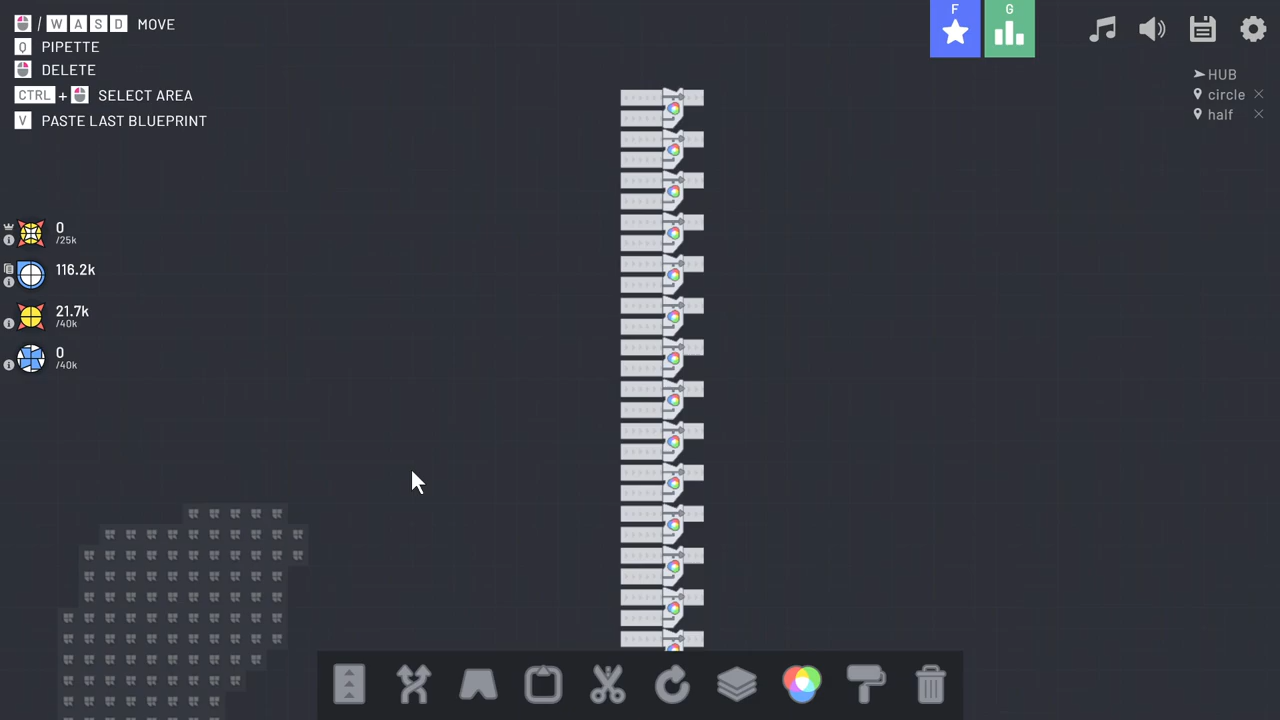 / W A S D MOVE
Q PIPETTE
DELETE
CTRL + SELECT AREA
V PASTE LAST BLUEPRINT
F G
HUB
circle
half
0
/25k
116.2k
21.7k
/40k
0
/40k